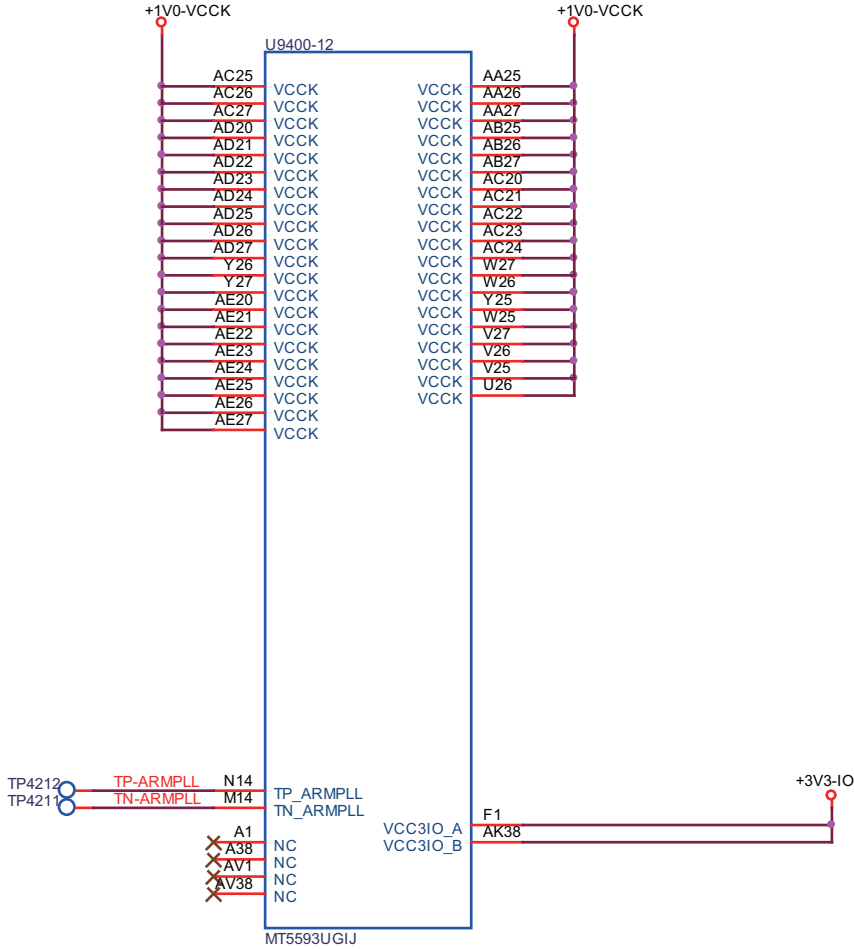 +1V0-VCCK +1V0-VCCK
U9400-12
AC25 VCCK VCCK AA25
AC26 VCCK VCCK AA26
AC27 VCCK VCCK AA27
AD20 VCCK VCCK AB25
AD21 VCCK VCCK AB26
AD22 VCCK VCCK AB27
AD23 VCCK VCCK AC20
AD24 VCCK VCCK AC21
AD25 VCCK VCCK AC22
AD26 VCCK VCCK AC23
AD27 VCCK VCCK AC24
Y26 VCCK VCCK W27
Y27 VCCK VCCK W26
AE20 VCCK VCCK Y25
AE21 VCCK VCCK W25
AE22 VCCK VCCK V27
AE23 VCCK VCCK V26
AE24 VCCK VCCK V25
AE25 VCCK VCCK U26
AE26 VCCK
AE27 VCCK
TP4212 TP-ARMPLL N14 TP_ARMPLL
TP4211 TN-ARMPLL M14 TN_ARMPLL
+3V3-IO
VCC3IO_A F1
VCC3IO_B AK38
A1 NC
A38 NC
AV1 NC
AV38 NC
MT5593UGIJ